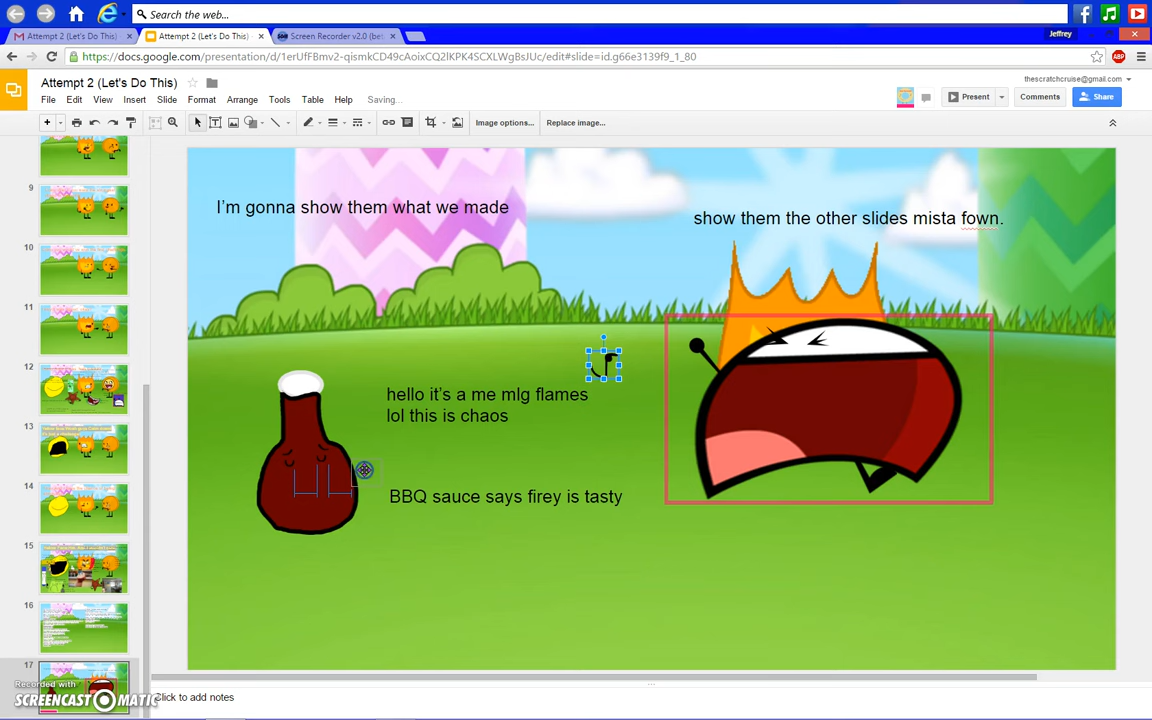 Search the web...
Attempt 2 (Let's Do This)
Attempt 2 (Let's Do This)
Screen Recorder v2.0 (be
Jeffrey
https://docs.google.com/presentation/d/1erUfFBmv2-qismkCD49cAoixCQ2lKPK4SCXLWgBsJUc/edit#slide=id.g66e3139f9_1_80
ABP
Attempt 2 (Let's Do This)
thescratchcruise@gmail.com
File Edit View Insert Slide Format Arrange Tools Table Help Saving...
Present
Comments
Share
Image options...
Replace image...
9
10
11
12
13
14
15
16
17
I'm gonna show them what we made
show them the other slides mista fown.
hello it's a me mlg flames
lol this is chaos
BBQ sauce says firey is tasty
Click to add notes
Recorded with
SCREENCAST-O-MATIC